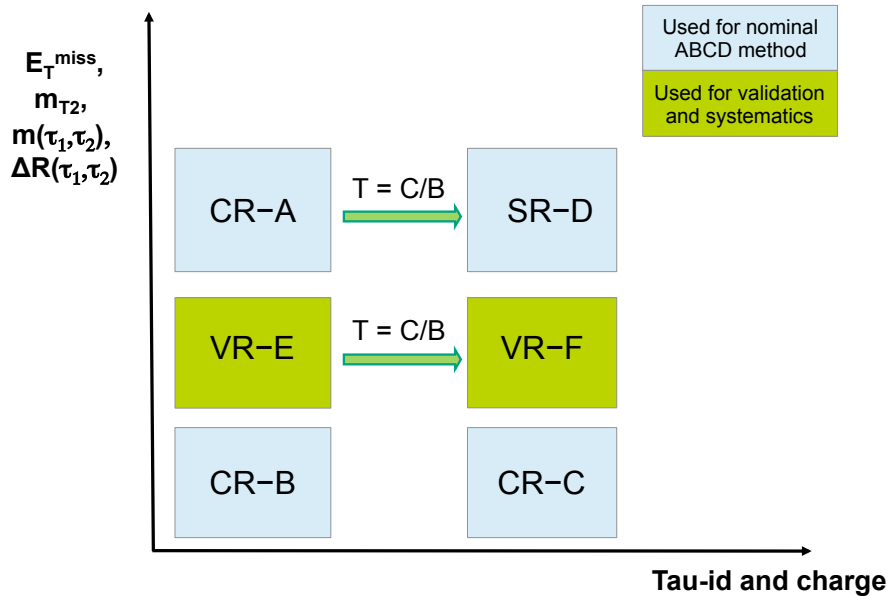 E_T^miss,
m_T2,
m(τ₁,τ₂),
ΔR(τ₁,τ₂)
Used for nominal
ABCD method
Used for validation
and systematics
CR−A
T = C/B
SR−D
VR−E
T = C/B
VR−F
CR−B
CR−C
Tau-id and charge